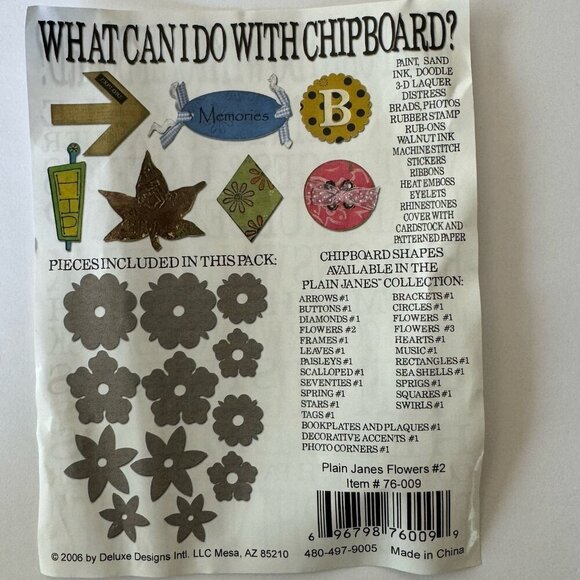 WHAT CAN I DO WITH CHIPBOARD?
EXPLORE
Memories
B
PAINT, SAND
INK, DOODLE
3-D LAQUER
DISTRESS
BRADS, PHOTOS
RUBBER STAMP
RUB-ONS
WALNUT INK
MACHINE STITCH
STICKERS
RIBBONS
HEAT EMBOSS
EYELETS
RHINESTONES
COVER WITH
CARDSTOCK AND
PATTERNED PAPER
PIECES INCLUDED IN THIS PACK:
CHIPBOARD SHAPES
AVAILABLE IN THE
PLAIN JANES™ COLLECTION:
ARROWS #1
BUTTONS #1
DIAMONDS #1
FLOWERS #2
FRAMES #1
LEAVES #1
PAISLEYS #1
SCALLOPED #1
SEVENTIES #1
SPRING #1
STARS #1
TAGS #1
BRACKETS #1
CIRCLES #1
FLOWERS #1
FLOWERS #3
HEARTS #1
MUSIC #1
RECTANGLES #1
SEA SHELLS #1
SPRIGS #1
SQUARES #1
SWIRLS #1
BOOKPLATES AND PLAQUES #1
DECORATIVE ACCENTS #1
PHOTO CORNERS #1
Plain Janes Flowers #2
Item # 76-009
6 96798 76009 9
© 2006 by Deluxe Designs Intl. LLC Mesa, AZ 85210
480-497-9005
Made in China